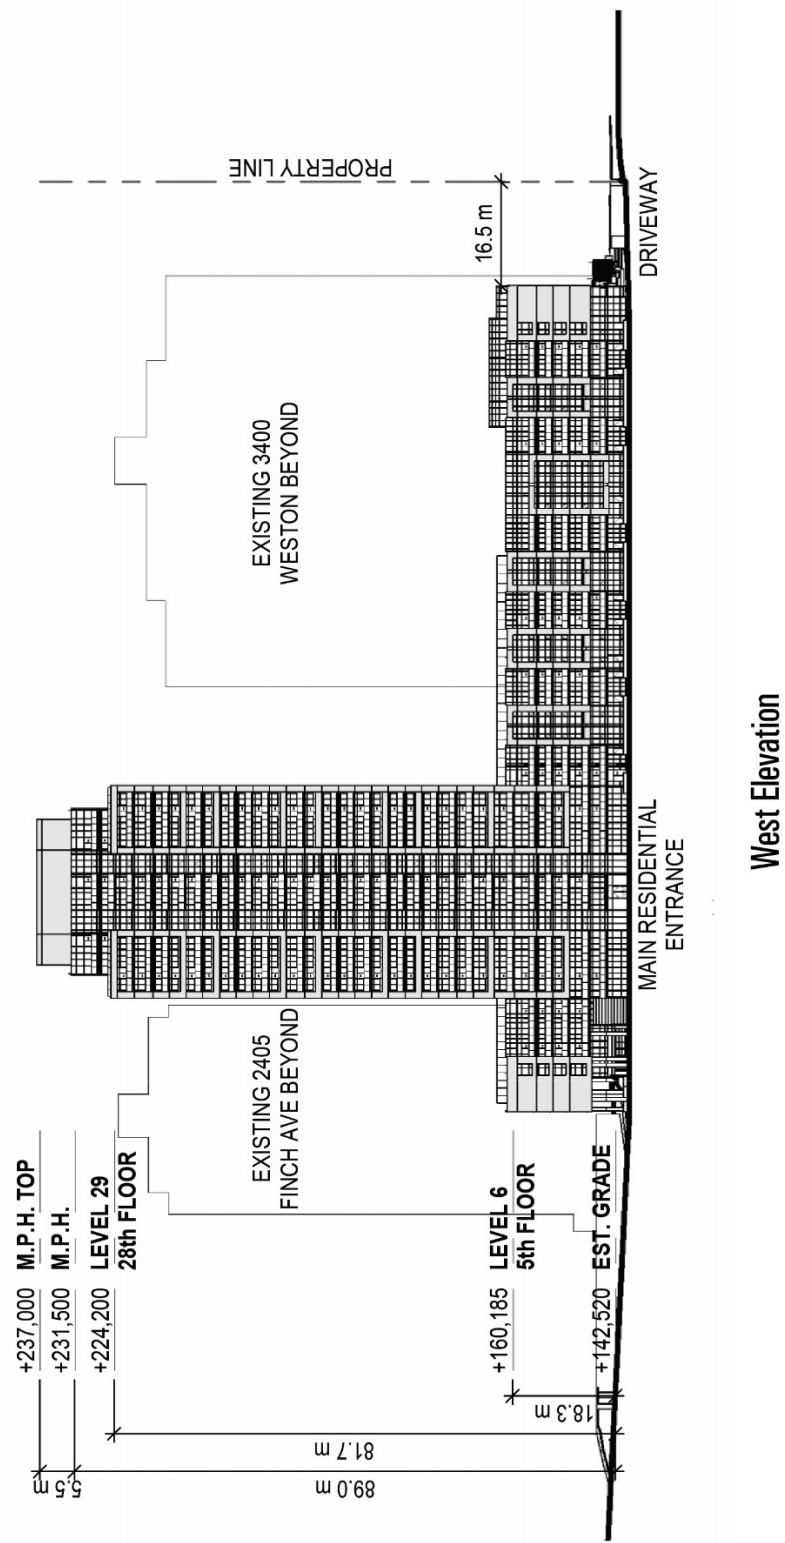 +237,000 M.P.H. TOP
+231,500 M.P.H.
+224,200 LEVEL 29
28th FLOOR
+160,185 LEVEL 6
5th FLOOR
+142,520 EST. GRADE
5.5 m
89.0 m
81.7 m
18.3 m
EXISTING 2405
FINCH AVE BEYOND
EXISTING 3400
WESTON BEYOND
PROPERTY LINE
16.5 m
MAIN RESIDENTIAL
ENTRANCE
DRIVEWAY
West Elevation